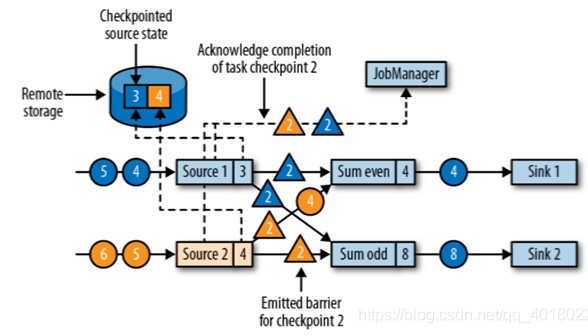 Checkpointed
source state
Acknowledge completion
of task checkpoint 2
JobManager
Remote
storage
3 4
2 2
5 4
Source 1 3
2
Sum even 4
4
Sink 1
2
4
2
6 5
Source 2 4
2
Sum odd 8
8
Sink 2
Emitted barrier
for checkpoint 2
https://blog.csdn.net/qq_4018022